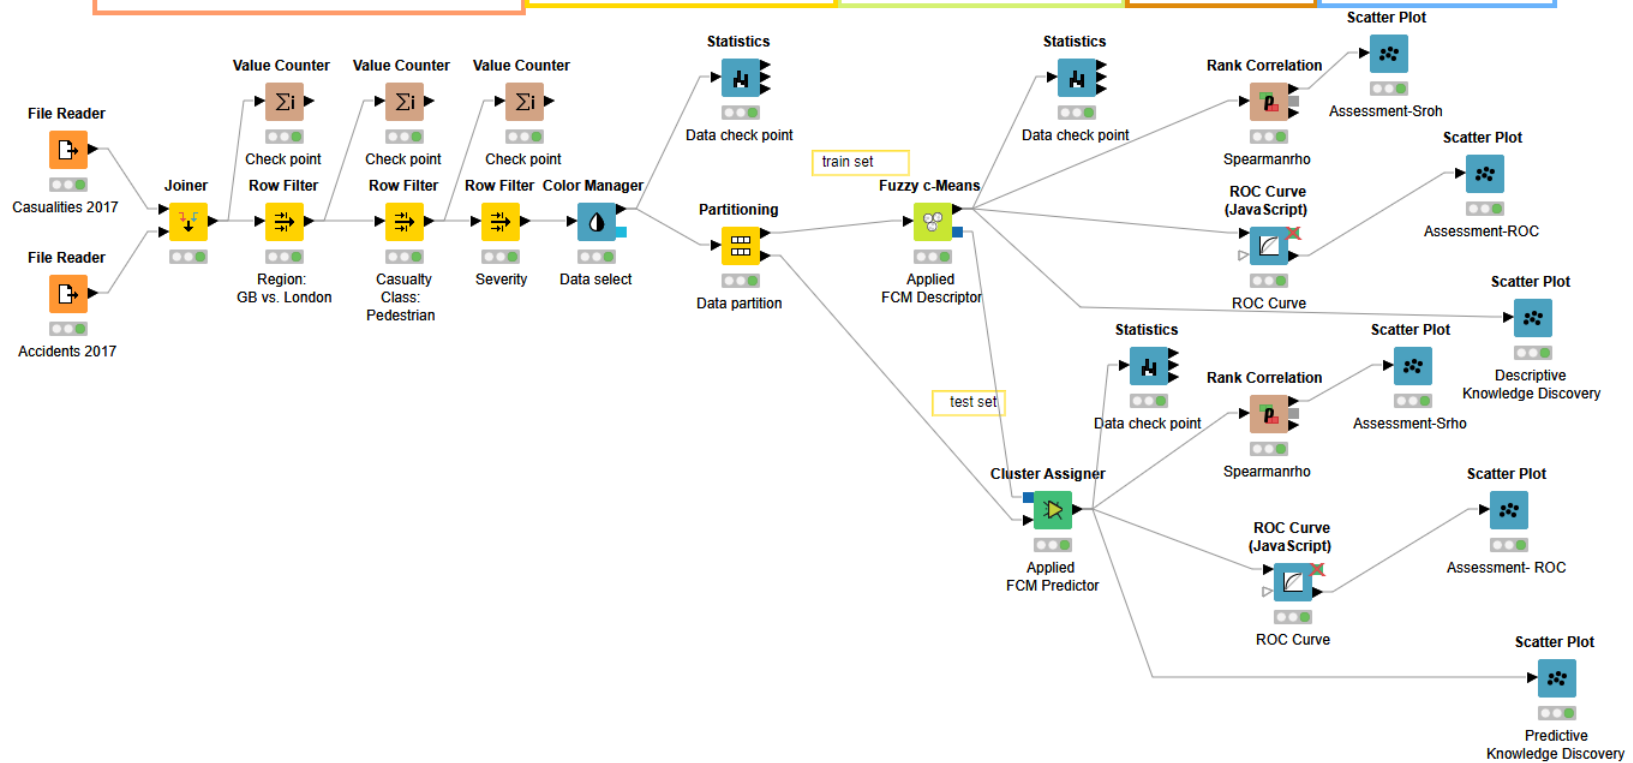 Scatter Plot
Assessment-Sroh
Statistics
Data check point
Statistics
Data check point
Value Counter
Check point
Value Counter
Check point
Value Counter
Check point
Rank Correlation
Spearmanrho
File Reader
Casualities 2017
Scatter Plot
Assessment-ROC
train set
Joiner
Row Filter
Region:
GB vs. London
Row Filter
Casualty
Class:
Pedestrian
Row Filter
Severity
Color Manager
Data select
Partitioning
Data partition
Fuzzy c-Means
Applied
FCM Descriptor
ROC Curve
(JavaScript)
ROC Curve
File Reader
Accidents 2017
Scatter Plot
Descriptive
Knowledge Discovery
Statistics
Data check point
Scatter Plot
Assessment-Srho
Rank Correlation
Spearmanrho
test set
Cluster Assigner
Applied
FCM Predictor
Scatter Plot
Assessment- ROC
ROC Curve
(JavaScript)
ROC Curve
Scatter Plot
Predictive
Knowledge Discovery